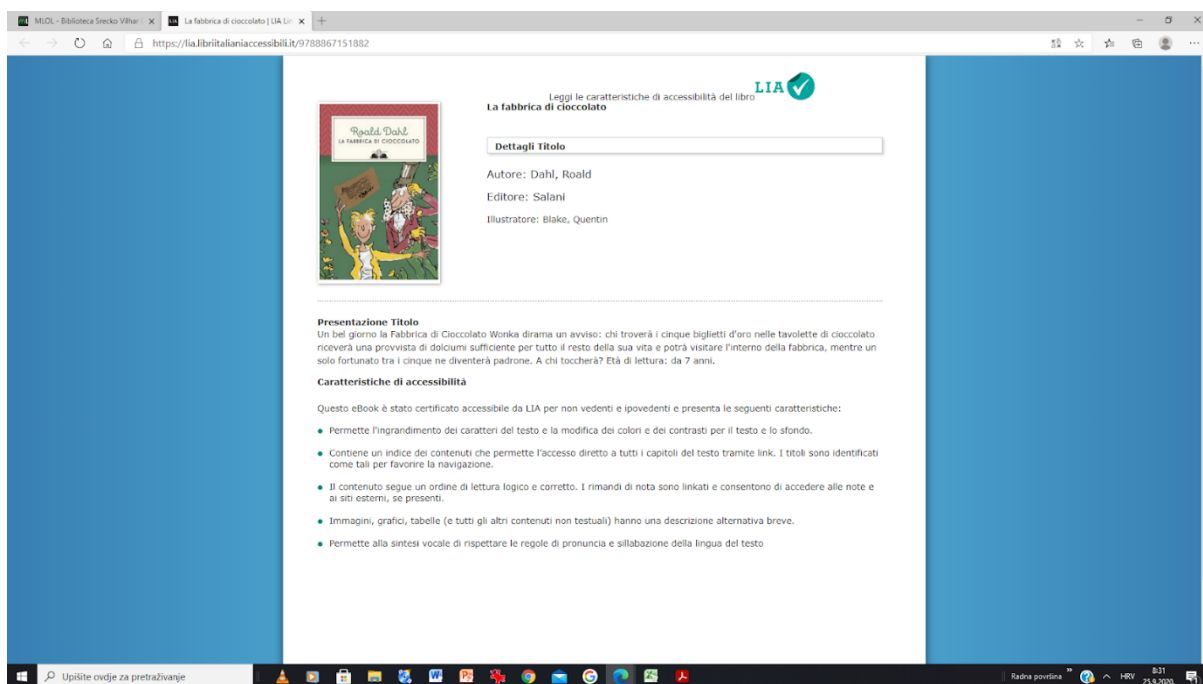 MLOL - Biblioteca Srecko Vilhar
La fabbrica di cioccolato | LIA Lin
https://lia.libriitalianiaccessibili.it/9788867151882
Leggi le caratteristiche di accessibilità del libro
LIA
La fabbrica di cioccolato
Roald Dahl
LA FABBRICA DI CIOCCOLATO
Dettagli Titolo
Autore: Dahl, Roald
Editore: Salani
Illustratore: Blake, Quentin
Presentazione Titolo
Un bel giorno la Fabbrica di Cioccolato Wonka dirama un avviso: chi troverà i cinque biglietti d'oro nelle tavolette di cioccolato
riceverà una provvista di dolciumi sufficiente per tutto il resto della sua vita e potrà visitare l'interno della fabbrica, mentre un
solo fortunato tra i cinque ne diventerà padrone. A chi toccherà? Età di lettura: da 7 anni.
Caratteristiche di accessibilità
Questo eBook è stato certificato accessibile da LIA per non vedenti e ipovedenti e presenta le seguenti caratteristiche:
Permette l'ingrandimento dei caratteri del testo e la modifica dei colori e dei contrasti per il testo e lo sfondo.
Contiene un indice dei contenuti che permette l'accesso diretto a tutti i capitoli del testo tramite link. I titoli sono identificati
come tali per favorire la navigazione.
Il contenuto segue un ordine di lettura logico e corretto. I rimandi di nota sono linkati e consentono di accedere alle note e
ai siti esterni, se presenti.
Immagini, grafici, tabelle (e tutti gli altri contenuti non testuali) hanno una descrizione alternativa breve.
Permette alla sintesi vocale di rispettare le regole di pronuncia e sillabazione della lingua del testo
Upišite ovdje za pretraživanje
Radna površina
HRV
8:31
25.9.2020.